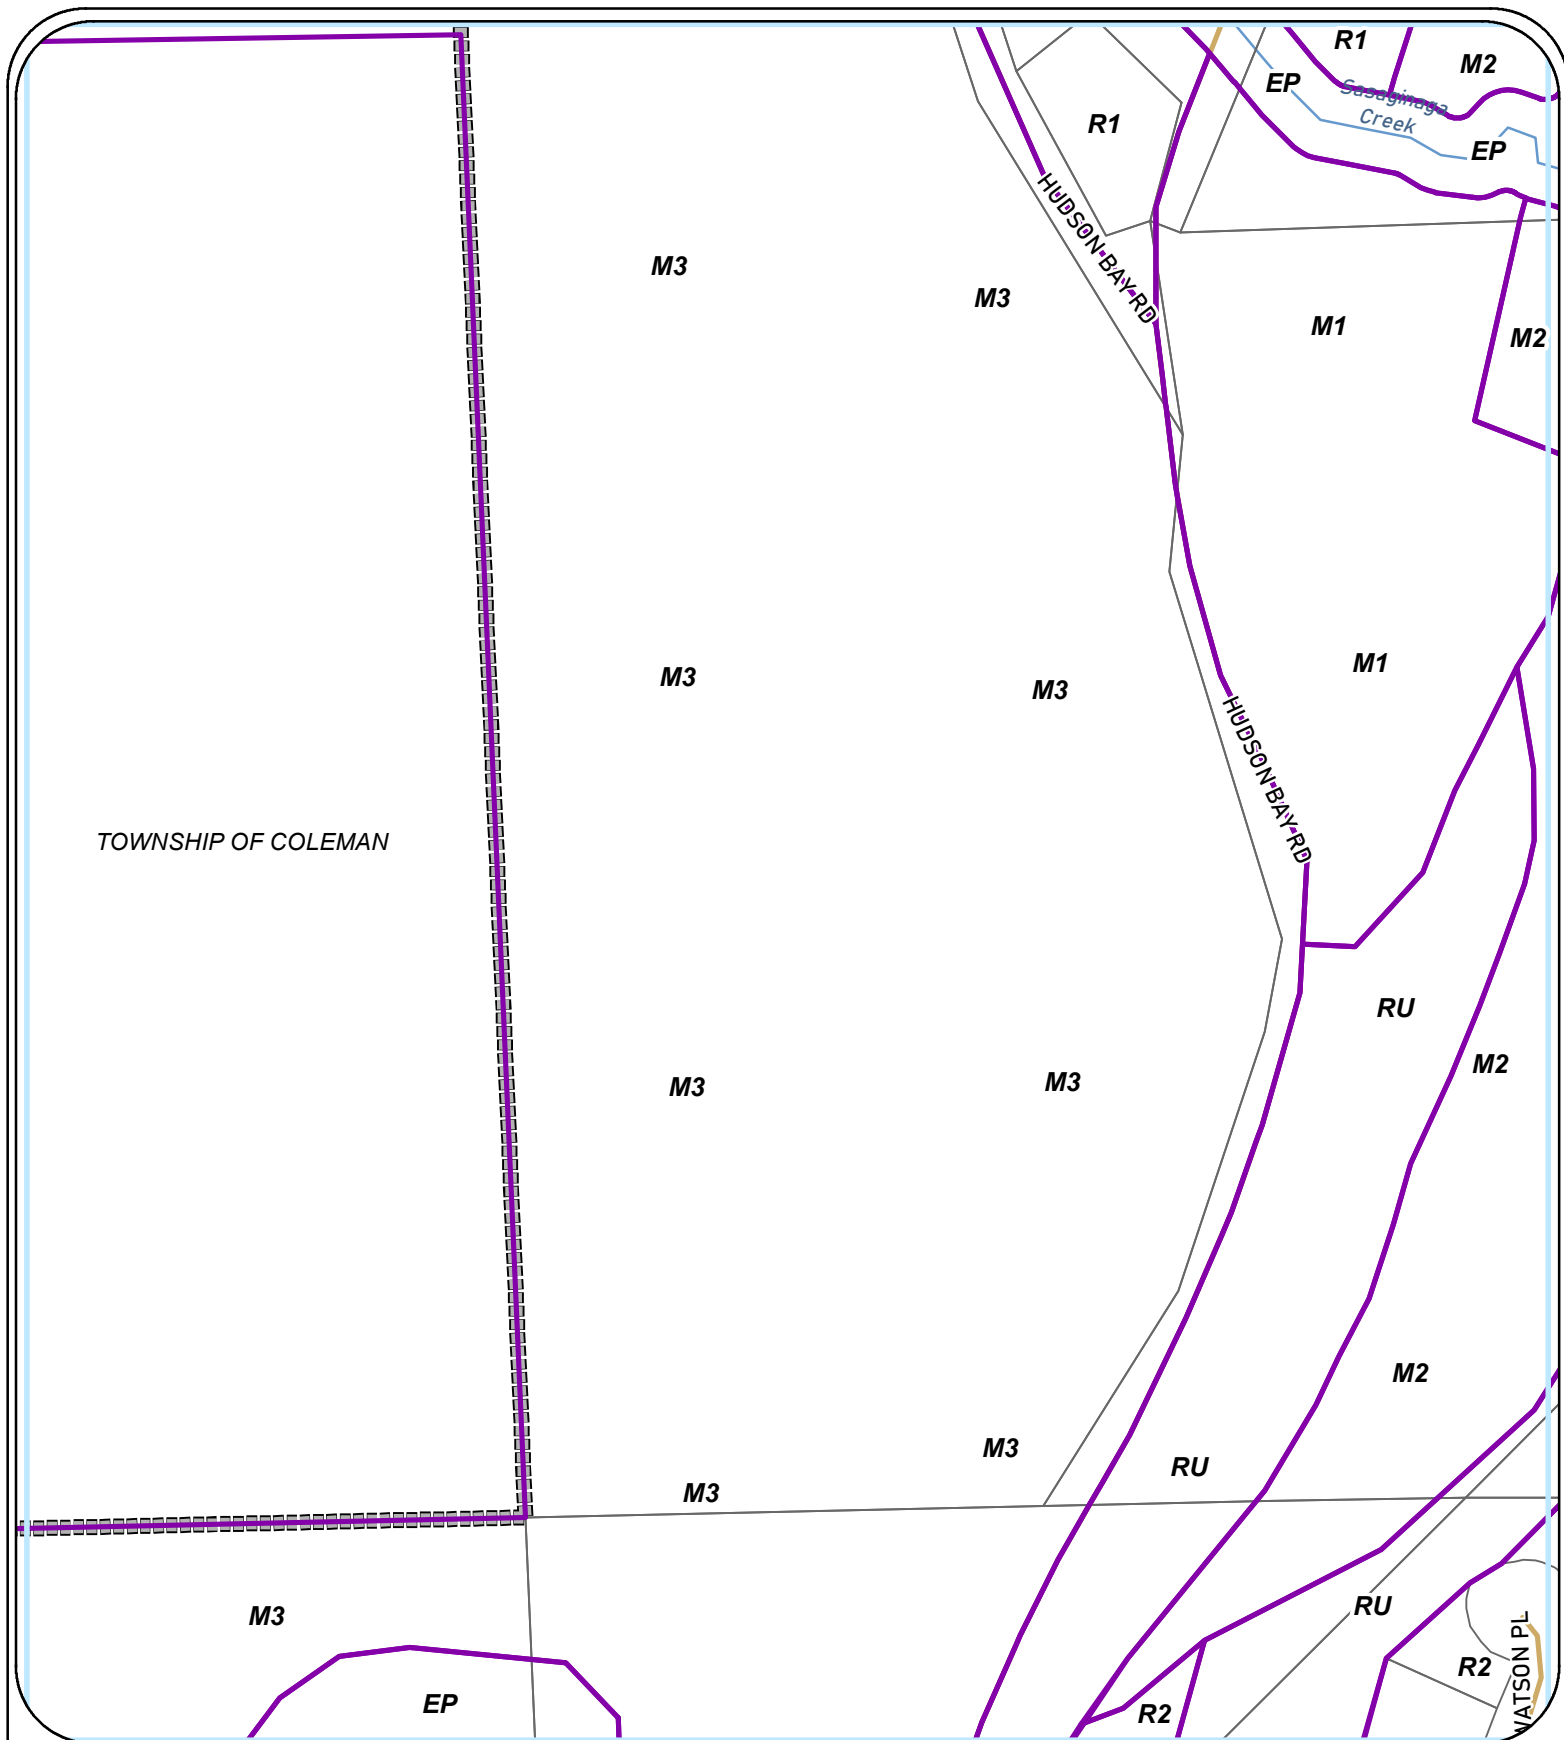 R1
M2
EP
Sasaginaga
Creek
R1
EP
HUDSON BAY RD
M3
M3
M1
M2
M1
M3
M3
HUDSON BAY RD
TOWNSHIP OF COLEMAN
RU
M2
M3
M3
M2
M3
RU
M3
RU
M3
R2
WATSON PL
EP
R2